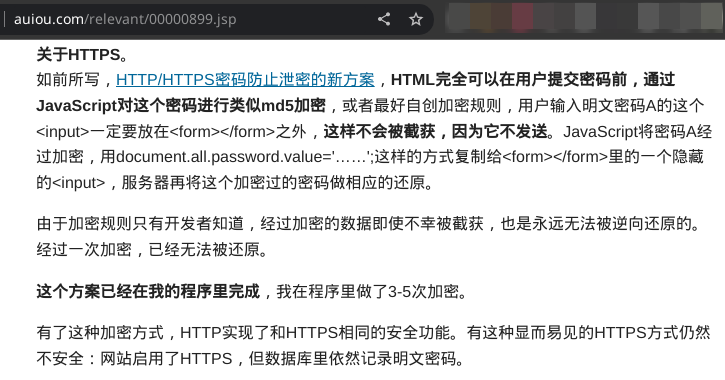 auiou.com/relevant/00000899.jsp
关于HTTPS。
如前所写，HTTP/HTTPS密码防止泄密的新方案，HTML完全可以在用户提交密码前，通过
JavaScript对这个密码进行类似md5加密，或者最好自创加密规则，用户输入明文密码A的这个
<input>一定要放在<form></form>之外，这样不会被截获，因为它不发送。JavaScript将密码A经
过加密，用document.all.password.value='……';这样的方式复制给<form></form>里的一个隐藏
的<input>，服务器再将这个加密过的密码做相应的还原。
由于加密规则只有开发者知道，经过加密的数据即使不幸被截获，也是永远无法被逆向还原的。
经过一次加密，已经无法被还原。
这个方案已经在我的程序里完成，我在程序里做了3-5次加密。
有了这种加密方式，HTTP实现了和HTTPS相同的安全功能。有这种显而易见的HTTPS方式仍然
不安全：网站启用了HTTPS，但数据库里依然记录明文密码。